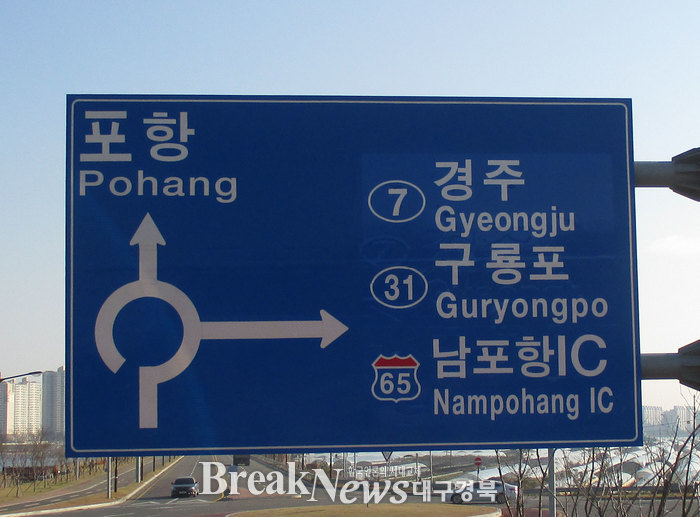 포항
Pohang
7 경주
Gyeongju
31 구룡포
Guryongpo
65 남포항IC
Nampohang IC
BreakNews대구경북